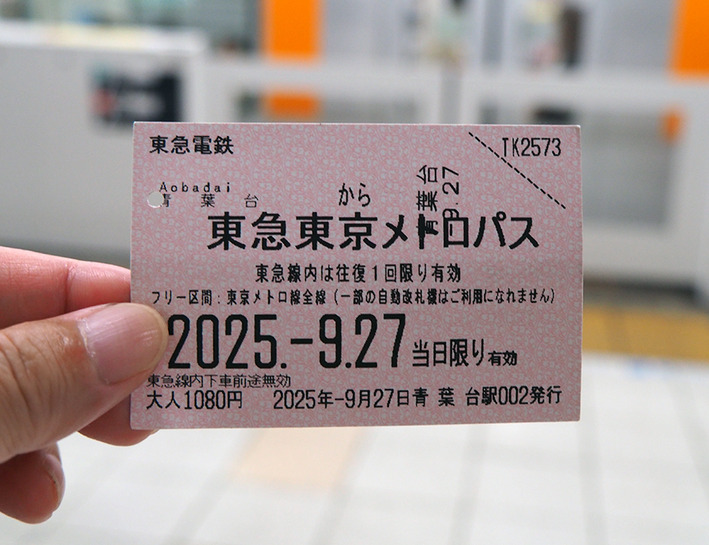 東急電鉄
TK2573
Aobadai
青葉台 から
青葉台
9.27
東急東京メトロパス
東急線内は往復1回限り有効
フリー区間:東京メトロ線全線(一部の自動改札機はご利用になれません)
2025.-9.27当日限り有効
東急線内下車前途無効
大人1080円 2025年-9月27日青葉台駅002発行